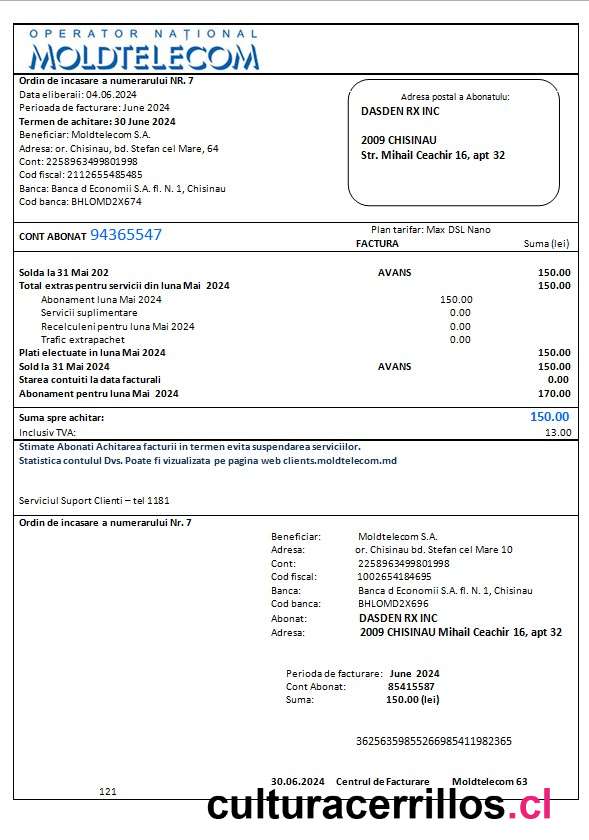 OPERATOR NAȚIONAL
MOLDTELECOM
Ordin de incasare a numerarului NR. 7
Data eliberaii: 04.06.2024
Perioada de facturare: June 2024
Termen de achitare: 30 June 2024
Beneficiar: Moldtelecom S.A.
Adresa: or. Chisinau, bd. Stefan cel Mare, 64
Cont: 2258963499801998
Cod fiscal: 2112655485485
Banca: Banca d Economii S.A. fl. N. 1, Chisinau
Cod banca: BHLOMD2X674
Adresa postal a Abonatulu:
DASDEN RX INC
2009 CHISINAU
Str. Mihail Ceachir 16, apt 32
CONT ABONAT 94365547
Plan tarifar: Max DSL Nano
FACTURA Suma (lei)
Solda la 31 Mai 202 AVANS 150.00
Total extras pentru servicii din luna Mai 2024 150.00
Abonament luna Mai 2024 150.00
Servicii suplimentare 0.00
Recelculeni pentru luna Mai 2024 0.00
Trafic extrapachet 0.00
Plati electuate in luna Mai 2024 150.00
Sold la 31 Mai 2024 AVANS 150.00
Starea contuiti la data facturali 0.00
Abonament pentru luna Mai 2024 170.00
Suma spre achitar: 150.00
Inclusiv TVA: 13.00
Stimate Abonati Achitarea facturii in termen evita suspendarea serviciilor.
Statistica contului Dvs. Poate fi vizualizata pe pagina web clients.moldtelecom.md
Serviciul Suport Clienti – tel 1181
Ordin de incasare a numerarului Nr. 7
Beneficiar: Moldtelecom S.A.
Adresa: or. Chisinau bd. Stefan cel Mare 10
Cont: 2258963499801998
Cod fiscal: 1002654184695
Banca: Banca d Economii S.A. fl. N. 1, Chisinau
Cod banca: BHLOMD2X696
Abonat: DASDEN RX INC
Adresa: 2009 CHISINAU Mihail Ceachir 16, apt 32
Perioda de facturare: June 2024
Cont Abonat: 85415587
Suma: 150.00 (lei)
36256359855266985411982365
30.06.2024 Centrul de Facturare Moldtelecom 63
121
culturacerrillos.cl